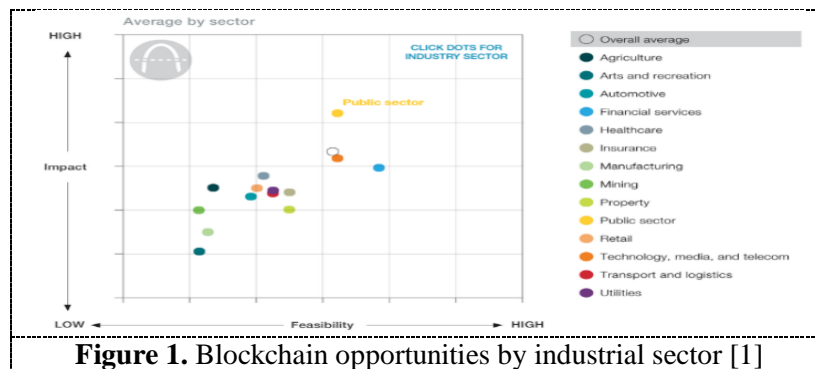 Average by sector
HIGH
CLICK DOTS FOR
INDUSTRY SECTOR
Public sector
Impact
LOW
Feasibility
HIGH
Overall average
Agriculture
Arts and recreation
Automotive
Financial services
Healthcare
Insurance
Manufacturing
Mining
Property
Public sector
Retail
Technology, media, and telecom
Transport and logistics
Utilities
Figure 1. Blockchain opportunities by industrial sector [1]